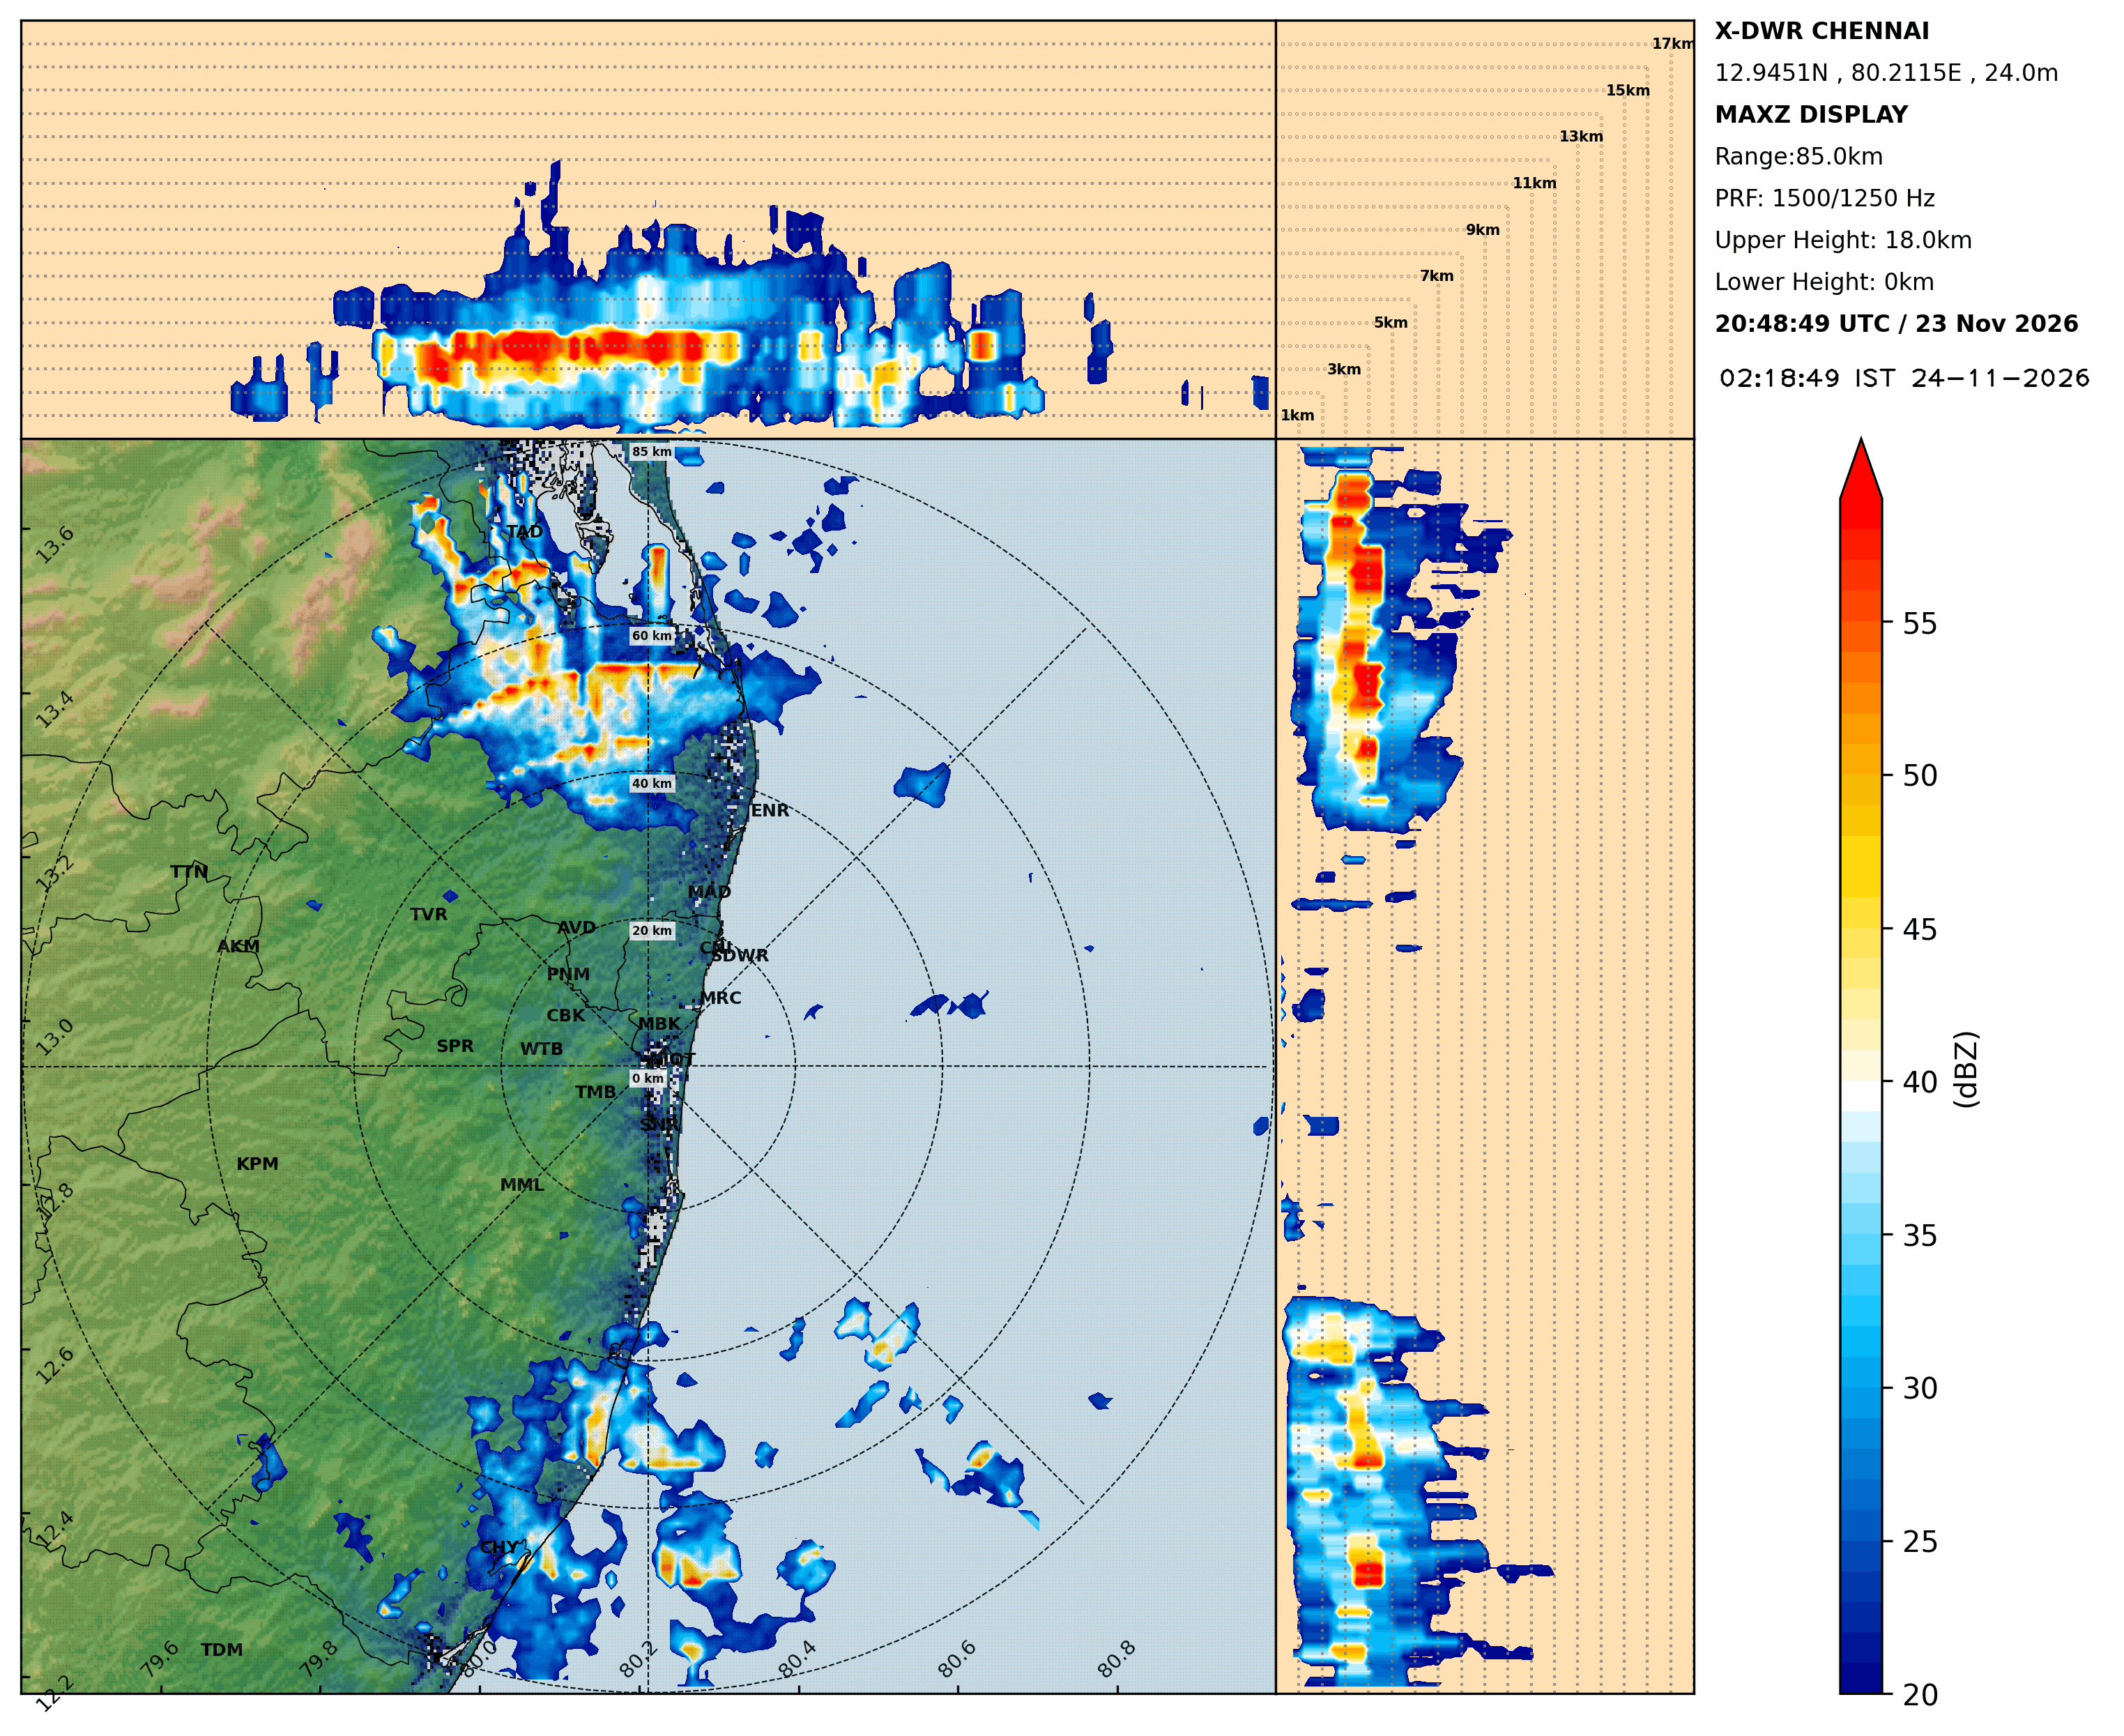 X-DWR CHENNAI
12.9451N , 80.2115E , 24.0m
MAXZ DISPLAY
Range:85.0km
PRF: 1500/1250 Hz
Upper Height: 18.0km
Lower Height: 0km
20:48:49 UTC / 23 Nov 2026
02:18:49 IST 24-11-2026
17km
15km
13km
11km
9km
7km
5km
3km
1km
85 km
60 km
40 km
20 km
0 km
TAD
ENR
TTN
MAD
TVR
AVD
AKM
SDWR
PNM
MRC
CBK
MBK
SPR
WTB
TMB
SNR
KPM
MML
CHY
TDM
13.6
13.4
13.2
13.0
12.8
12.6
12.4
12.2
79.6
79.8
80.0
80.2
80.4
80.6
80.8
55
50
45
40
35
30
25
20
(dBZ)